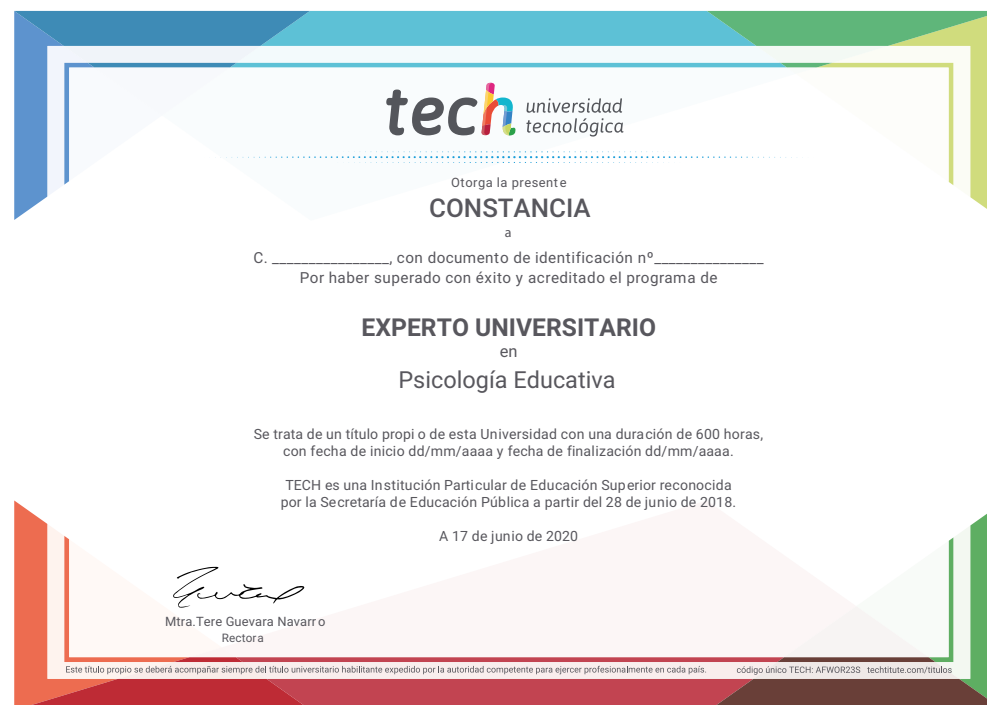 tech universidad
tecnológica
Otorga la presente
CONSTANCIA
a
C. ________________, con documento de identificación nº_______________
Por haber superado con éxito y acreditado el programa de
EXPERTO UNIVERSITARIO
en
Psicología Educativa
Se trata de un título propi o de esta Universidad con una duración de 600 horas,
con fecha de inicio dd/mm/aaaa y fecha de finalización dd/mm/aaaa.
TECH es una Institución Particular de Educación Superior reconocida
por la Secretaría de Educación Pública a partir del 28 de junio de 2018.
A 17 de junio de 2020
Mtra.Tere Guevara Navarro
Rectora
Este título propio se deberá acompañar siempre del título universitario habilitante expedido por la autoridad competente para ejercer profesionalmente en cada país. código único TECH: AFWOR23S techtitute.com/titulos